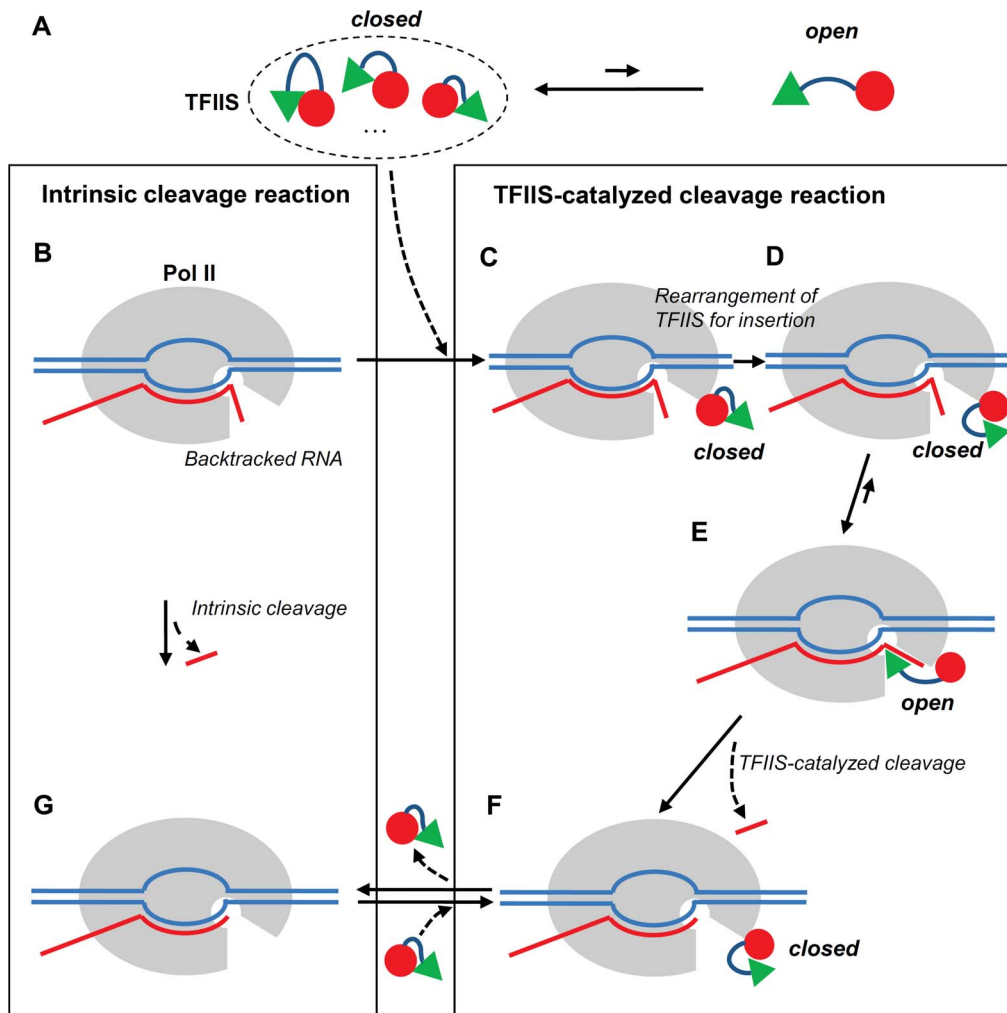 A
closed
open
TFIIS
...
Intrinsic cleavage reaction
TFIIS-catalyzed cleavage reaction
B
Pol II
Backtracked RNA
C
D
Rearrangement of
TFIIS for insertion
closed
closed
E
open
Intrinsic cleavage
TFIIS-catalyzed cleavage
G
F
closed